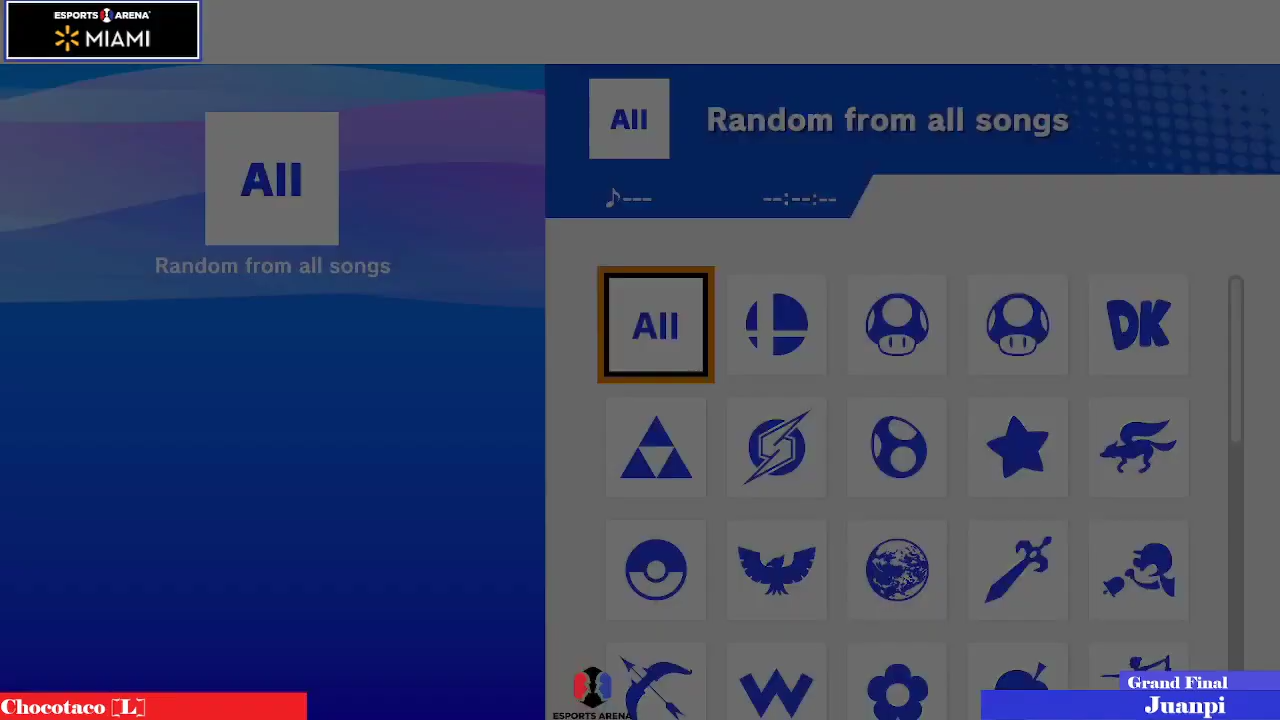 ESPORTS ARENA
MIAMI
All
Random from all songs
All
Random from all songs
♪---
--:--:--
All
DK
W
ESPORTS ARENA
Chocotaco [L]
Grand Final
Juanpi